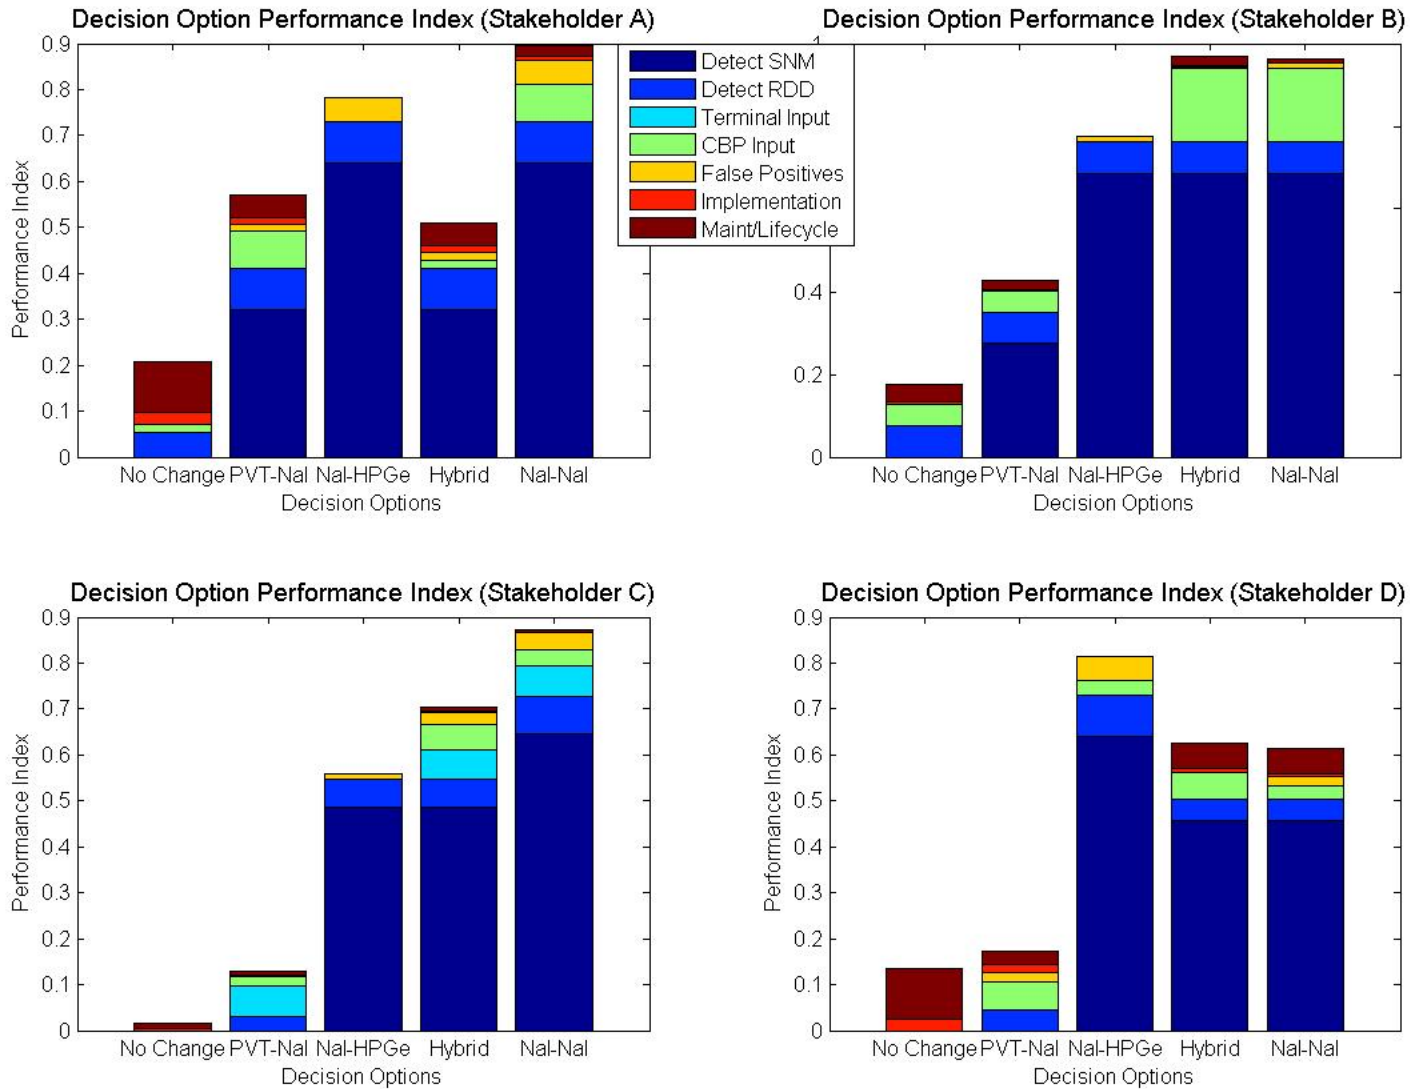 Decision Option Performance Index (Stakeholder A)
Performance Index
0.9
0.8
0.7
0.6
0.5
0.4
0.3
0.2
0.1
0
No Change PVT-NaI NaI-HPGe Hybrid NaI-NaI
Decision Options
Detect SNM
Detect RDD
Terminal Input
CBP Input
False Positives
Implementation
Maint/Lifecycle
Decision Option Performance Index (Stakeholder B)
1
0.4
0.2
0
No Change PVT-NaI NaI-HPGe Hybrid NaI-NaI
Decision Options
Decision Option Performance Index (Stakeholder C)
Performance Index
0.9
0.8
0.7
0.6
0.5
0.4
0.3
0.2
0.1
0
No Change PVT-NaI NaI-HPGe Hybrid NaI-NaI
Decision Options
Decision Option Performance Index (Stakeholder D)
Performance Index
0.9
0.8
0.7
0.6
0.5
0.4
0.3
0.2
0.1
0
No Change PVT-NaI NaI-HPGe Hybrid NaI-NaI
Decision Options